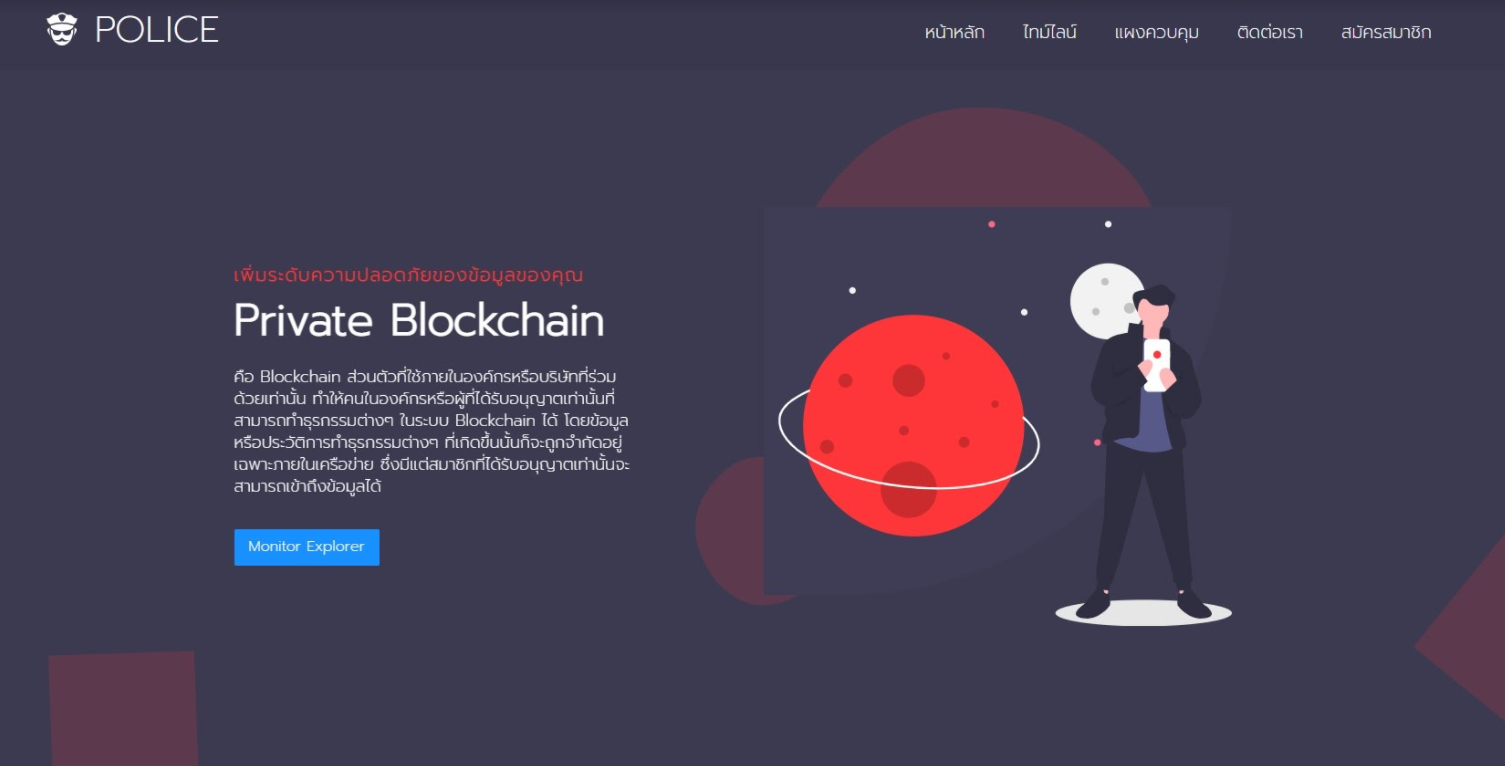 POLICE
หน้าหลัก ไทม์ไลน์ แผงควบคุม ติดต่อเรา สมัครสมาชิก
เพิ่มระดับความปลอดภัยของข้อมูลของคุณ
Private Blockchain
คือ Blockchain ส่วนตัวที่ใช้ภายในองค์กรหรือบริษัทที่ร่วม
ด้วยเท่านั้น ทำให้คนในองค์กรหรือผู้ที่ได้รับอนุญาตเท่านั้นที่
สามารถทำธุรกรรมต่างๆ ในระบบ Blockchain ได้ โดยข้อมูล
หรือประวัติการทำธุรกรรมต่างๆ ที่เกิดขึ้นนั้นก็จะถูกจำกัดอยู่
เฉพาะภายในเครือข่าย ซึ่งมีแต่สมาชิกที่ได้รับอนุญาตเท่านั้นจะ
สามารถเข้าถึงข้อมูลได้
Monitor Explorer